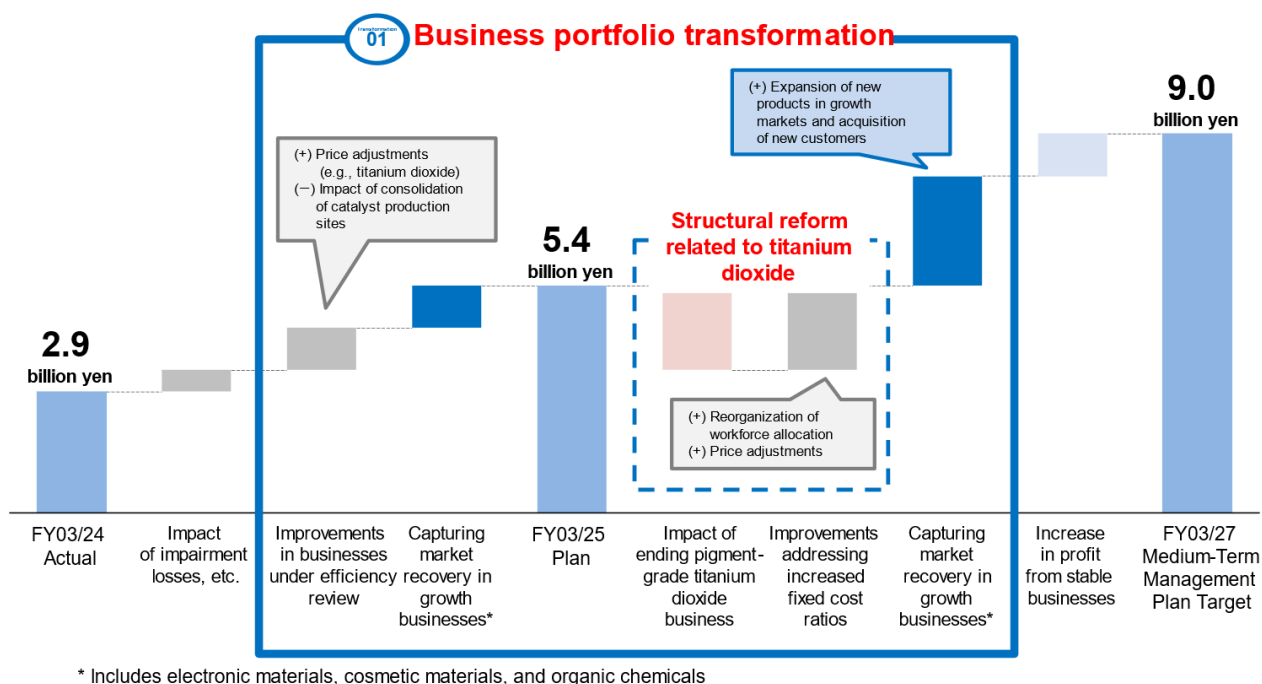 Transformation
01
Business portfolio transformation
9.0
billion yen
(+) Expansion of new
products in growth
markets and acquisition
of new customers
(+) Price adjustments
(e.g., titanium dioxide)
(−) Impact of consolidation
of catalyst production
sites
Structural reform
related to titanium
dioxide
5.4
billion yen
2.9
billion yen
(+) Reorganization of
workforce allocation
(+) Price adjustments
FY03/24
Actual
Impact
of impairment
losses, etc.
Improvements
in businesses
under efficiency
review
Capturing
market
recovery in
growth
businesses*
FY03/25
Plan
Impact of
ending pigment-
grade titanium
dioxide
business
Improvements
addressing
increased
fixed cost
ratios
Capturing
market
recovery in
growth
businesses*
Increase
in profit
from stable
businesses
FY03/27
Medium-Term
Management
Plan Target
* Includes electronic materials, cosmetic materials, and organic chemicals